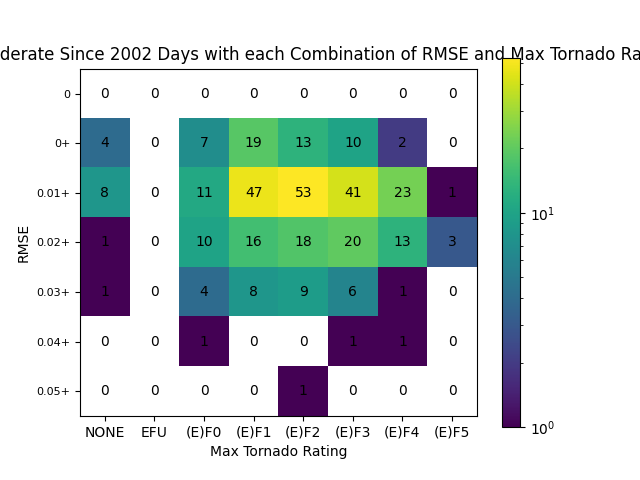 derate Since 2002 Days with each Combination of RMSE and Max Tornado Ra
0 0 0 0 0 0 0 0 0
0+ 4 0 7 19 13 10 2 0
0.01+ 8 0 11 47 53 41 23 1
0.02+ 1 0 10 16 18 20 13 3
0.03+ 1 0 4 8 9 6 1 0
0.04+ 0 0 1 0 0 1 1 0
0.05+ 0 0 0 0 1 0 0 0
NONE EFU (E)F0 (E)F1 (E)F2 (E)F3 (E)F4 (E)F5
Max Tornado Rating
RMSE
10¹
10⁰